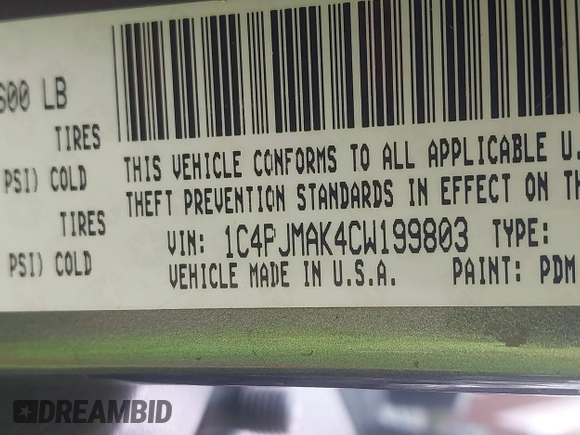 600 LB
TIRES
PSI) COLD
TIRES
PSI) COLD
THIS VEHICLE CONFORMS TO ALL APPLICABLE U.
THEFT PREVENTION STANDARDS IN EFFECT ON TH
VIN: 1C4PJMAK4CW199803 TYPE:
VEHICLE MADE IN U.S.A. PAINT: PDM
DREAMBID